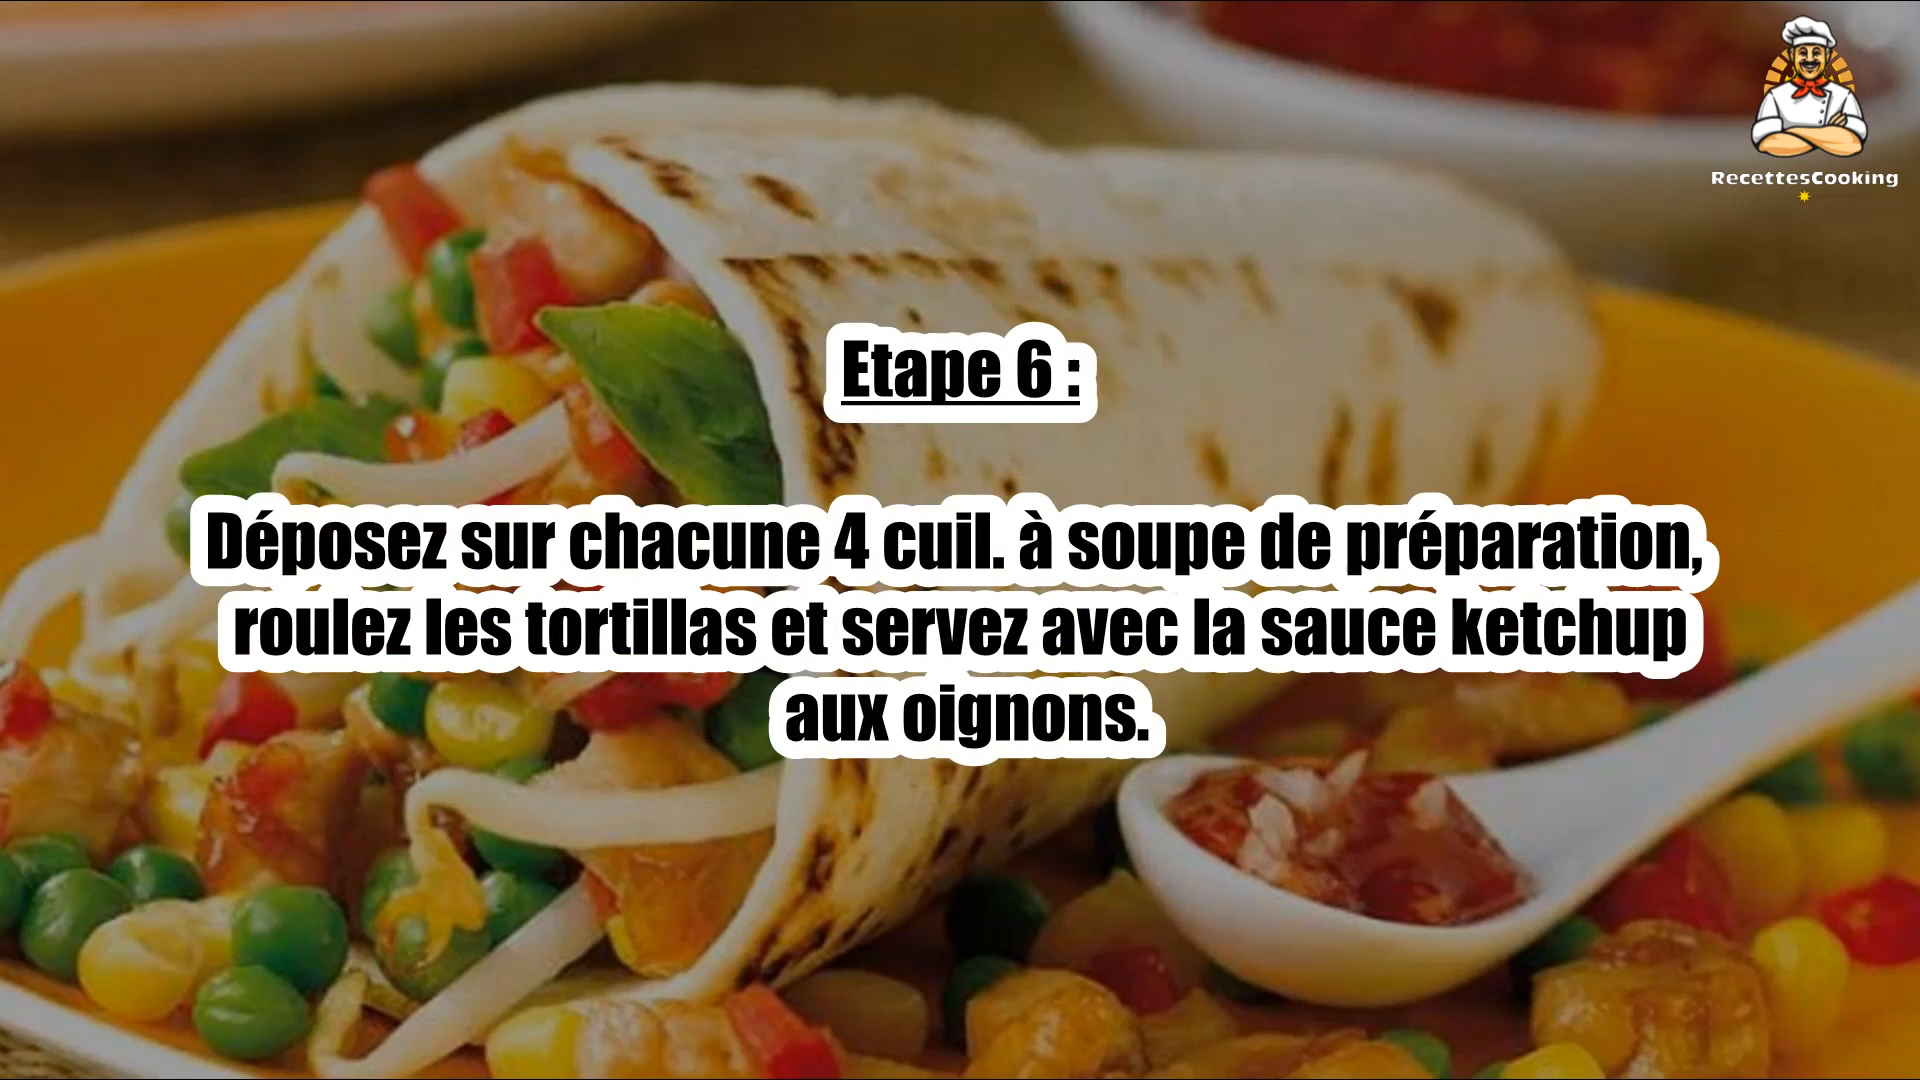 RecettesCooking
Etape 6 :
Déposez sur chacune 4 cuil. à soupe de préparation,
roulez les tortillas et servez avec la sauce ketchup
aux oignons.